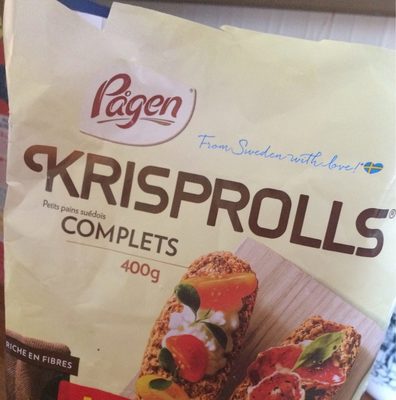 Pågen
From Sweden with love!
KRISPROLLS®
Petits pains suédois
COMPLETS
400g
RICHE EN FIBRES